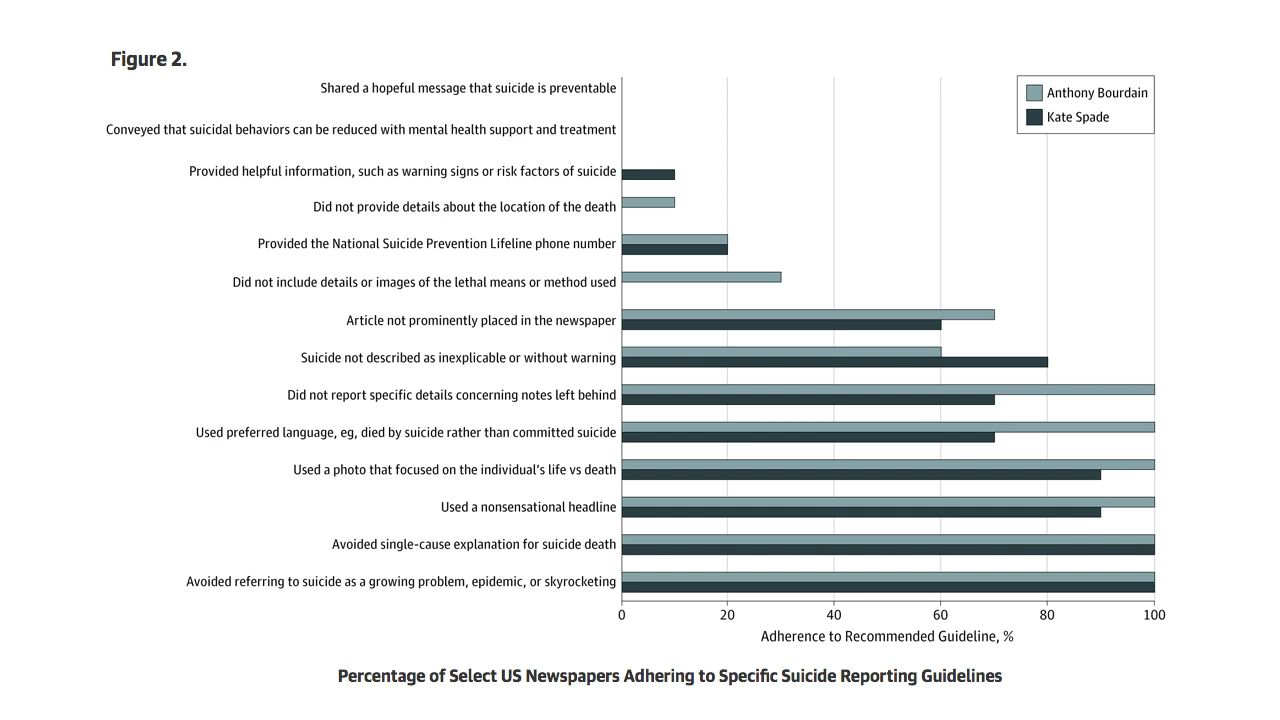 Figure 2.
Shared a hopeful message that suicide is preventable
Anthony Bourdain
Kate Spade
Conveyed that suicidal behaviors can be reduced with mental health support and treatment
Provided helpful information, such as warning signs or risk factors of suicide
Did not provide details about the location of the death
Provided the National Suicide Prevention Lifeline phone number
Did not include details or images of the lethal means or method used
Article not prominently placed in the newspaper
Suicide not described as inexplicable or without warning
Did not report specific details concerning notes left behind
Used preferred language, eg, died by suicide rather than committed suicide
Used a photo that focused on the individual's life vs death
Used a nonsensational headline
Avoided single-cause explanation for suicide death
Avoided referring to suicide as a growing problem, epidemic, or skyrocketing
0 20 40 60 80 100
Adherence to Recommended Guideline, %
Percentage of Select US Newspapers Adhering to Specific Suicide Reporting Guidelines